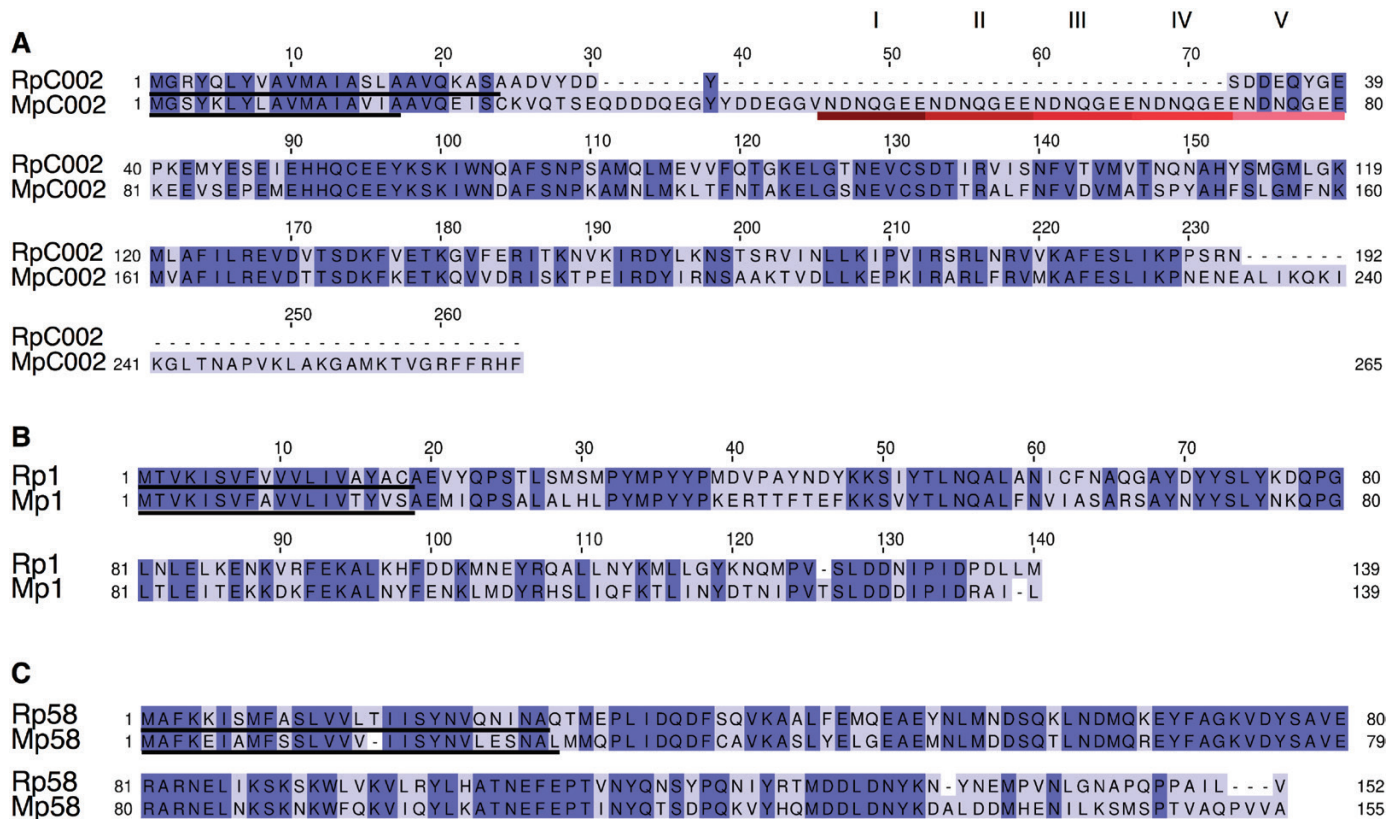 I II III IV V
A
10 20 30 40 50 60 70
RpC002 1 MGRYQLYVAVMAIASLAAVQKASAADVYDD-------Y----------------------------------SDDEQYGE 39
MpC002 1 MGSYKLYLAVMAIAVIAAVQEISCKVQTSEQDDDQEGYYDDEGGVNDNQGEENDNQGEENDNQGEENDNQGEENDNQGEE 80
90 100 110 120 130 140 150
RpC002 40 PKEMYESEIEHHQCEEYKSKIWNQAFSNPSAMQLMEVVFQTGKELGTNEVCSDTIRVISNFVTVMVTNQNAHYSMGMLGK 119
MpC002 81 KEEVSEPEMEHHQCEEYKSKIWNDAFSNPKAMNLMKLTFNTAKELGSNEVCSDTTRALFNFVDVMATSPYAHFSLGMFNK 160
170 180 190 200 210 220 230
RpC002 120 MLAFILREVDVTSDKFVETKGVFERITKNVKIRDYLKNSTSRVINLLKIPVIRSRLNRVVKAFESLIKPPSRN------- 192
MpC002 161 MVAFILREVDTTSDKFKETKQVVDRISKTPEIRDYIRNSAAKTVDLLKEPKIRARLFRVMKAFESLIKPNENEALIKQKI 240
250 260
RpC002 -------------------------
MpC002 241 KGLTNAPVKLAKGAMKTVGRFFRHF 265
B
10 20 30 40 50 60 70
Rp1 1 MTVKISVFVVVLIVAYACAEVYQPSTLSMSMPYMPYYPMDVPAYNDYKKSIYTLNQALANICFNAQGAYDYYSLYKDQPG 80
Mp1 1 MTVKISVFAVVLIVTYVSAEMIQPSALALHLPYMPYYPKERTTFTEFKKSVYTLNQALFNVIASARSAYNYYSLYNKQPG 80
90 100 110 120 130 140
Rp1 81 LNLELKENKVRFEKALKHFDDKMNEYRQALLNYKMLLGYKNQMPV-SLDDNIPIDPDLLM 139
Mp1 81 LTLEITEKKDKFEKALNYFENKLMDYRHSLIQFKTLINYDTNIPVTSLDDDIPIDRAI-L 139
C
Rp58 1 MAFKKISMFASLVVLTIISYNVQNINAQTMEPLIDQDFSQVKAALFEMQEAEYNLMNDSQKLNDMQKEYFAGKVDYSAVE 80
Mp58 1 MAFKEIAMFSSLVVV-IISYNVLESNALMMQPLIDQDFCAVKASLYELGEAEMNLMDDSQTLNDMQREYFAGKVDYSAVE 79
Rp58 81 RARNELIKSKSKWLVKVLRYLHATNEFEPTVNYQNSYPQNIYRTMDDLDNYKN-YNEMPVNLGNAPQPPAIL---V 152
Mp58 80 RARNELNKSKNKWFQKVIQYLKATNEFEPTINYQTSDPQKVYHQMDDLDNYKDALDDMHENILKSMSPTVAQPVVA 155